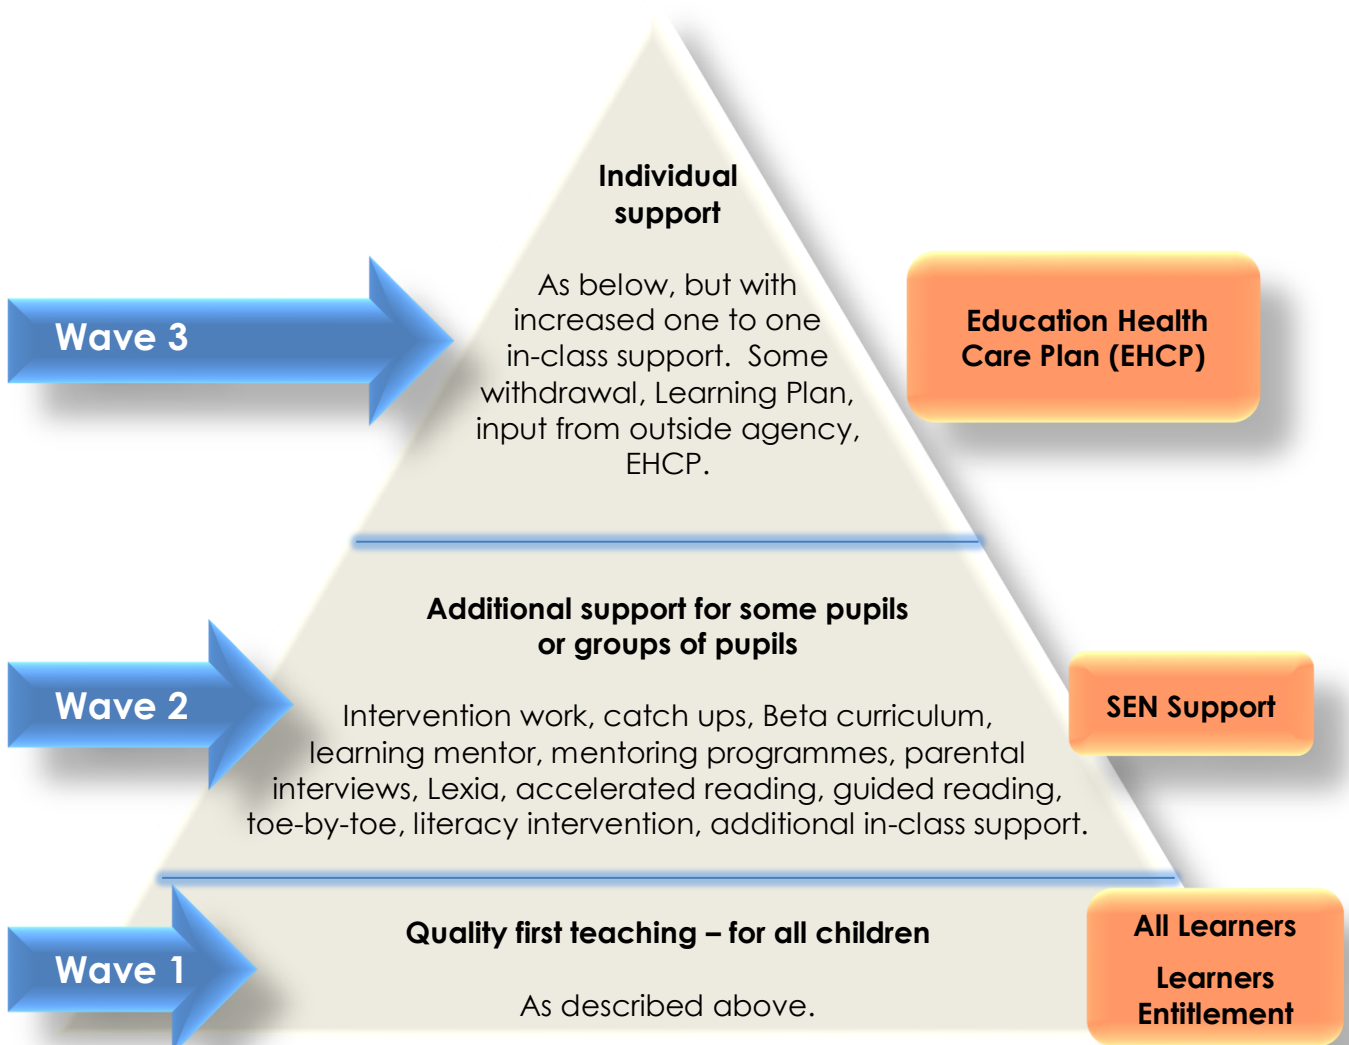 Individual
support
As below, but with
increased one to one
in-class support. Some
withdrawal, Learning Plan,
input from outside agency,
EHCP.
Wave 3
Education Health
Care Plan (EHCP)
Additional support for some pupils
or groups of pupils
Intervention work, catch ups, Beta curriculum,
learning mentor, mentoring programmes, parental
interviews, Lexia, accelerated reading, guided reading,
toe-by-toe, literacy intervention, additional in-class support.
Wave 2
SEN Support
Quality first teaching – for all children
As described above.
Wave 1
All Learners
Learners
Entitlement